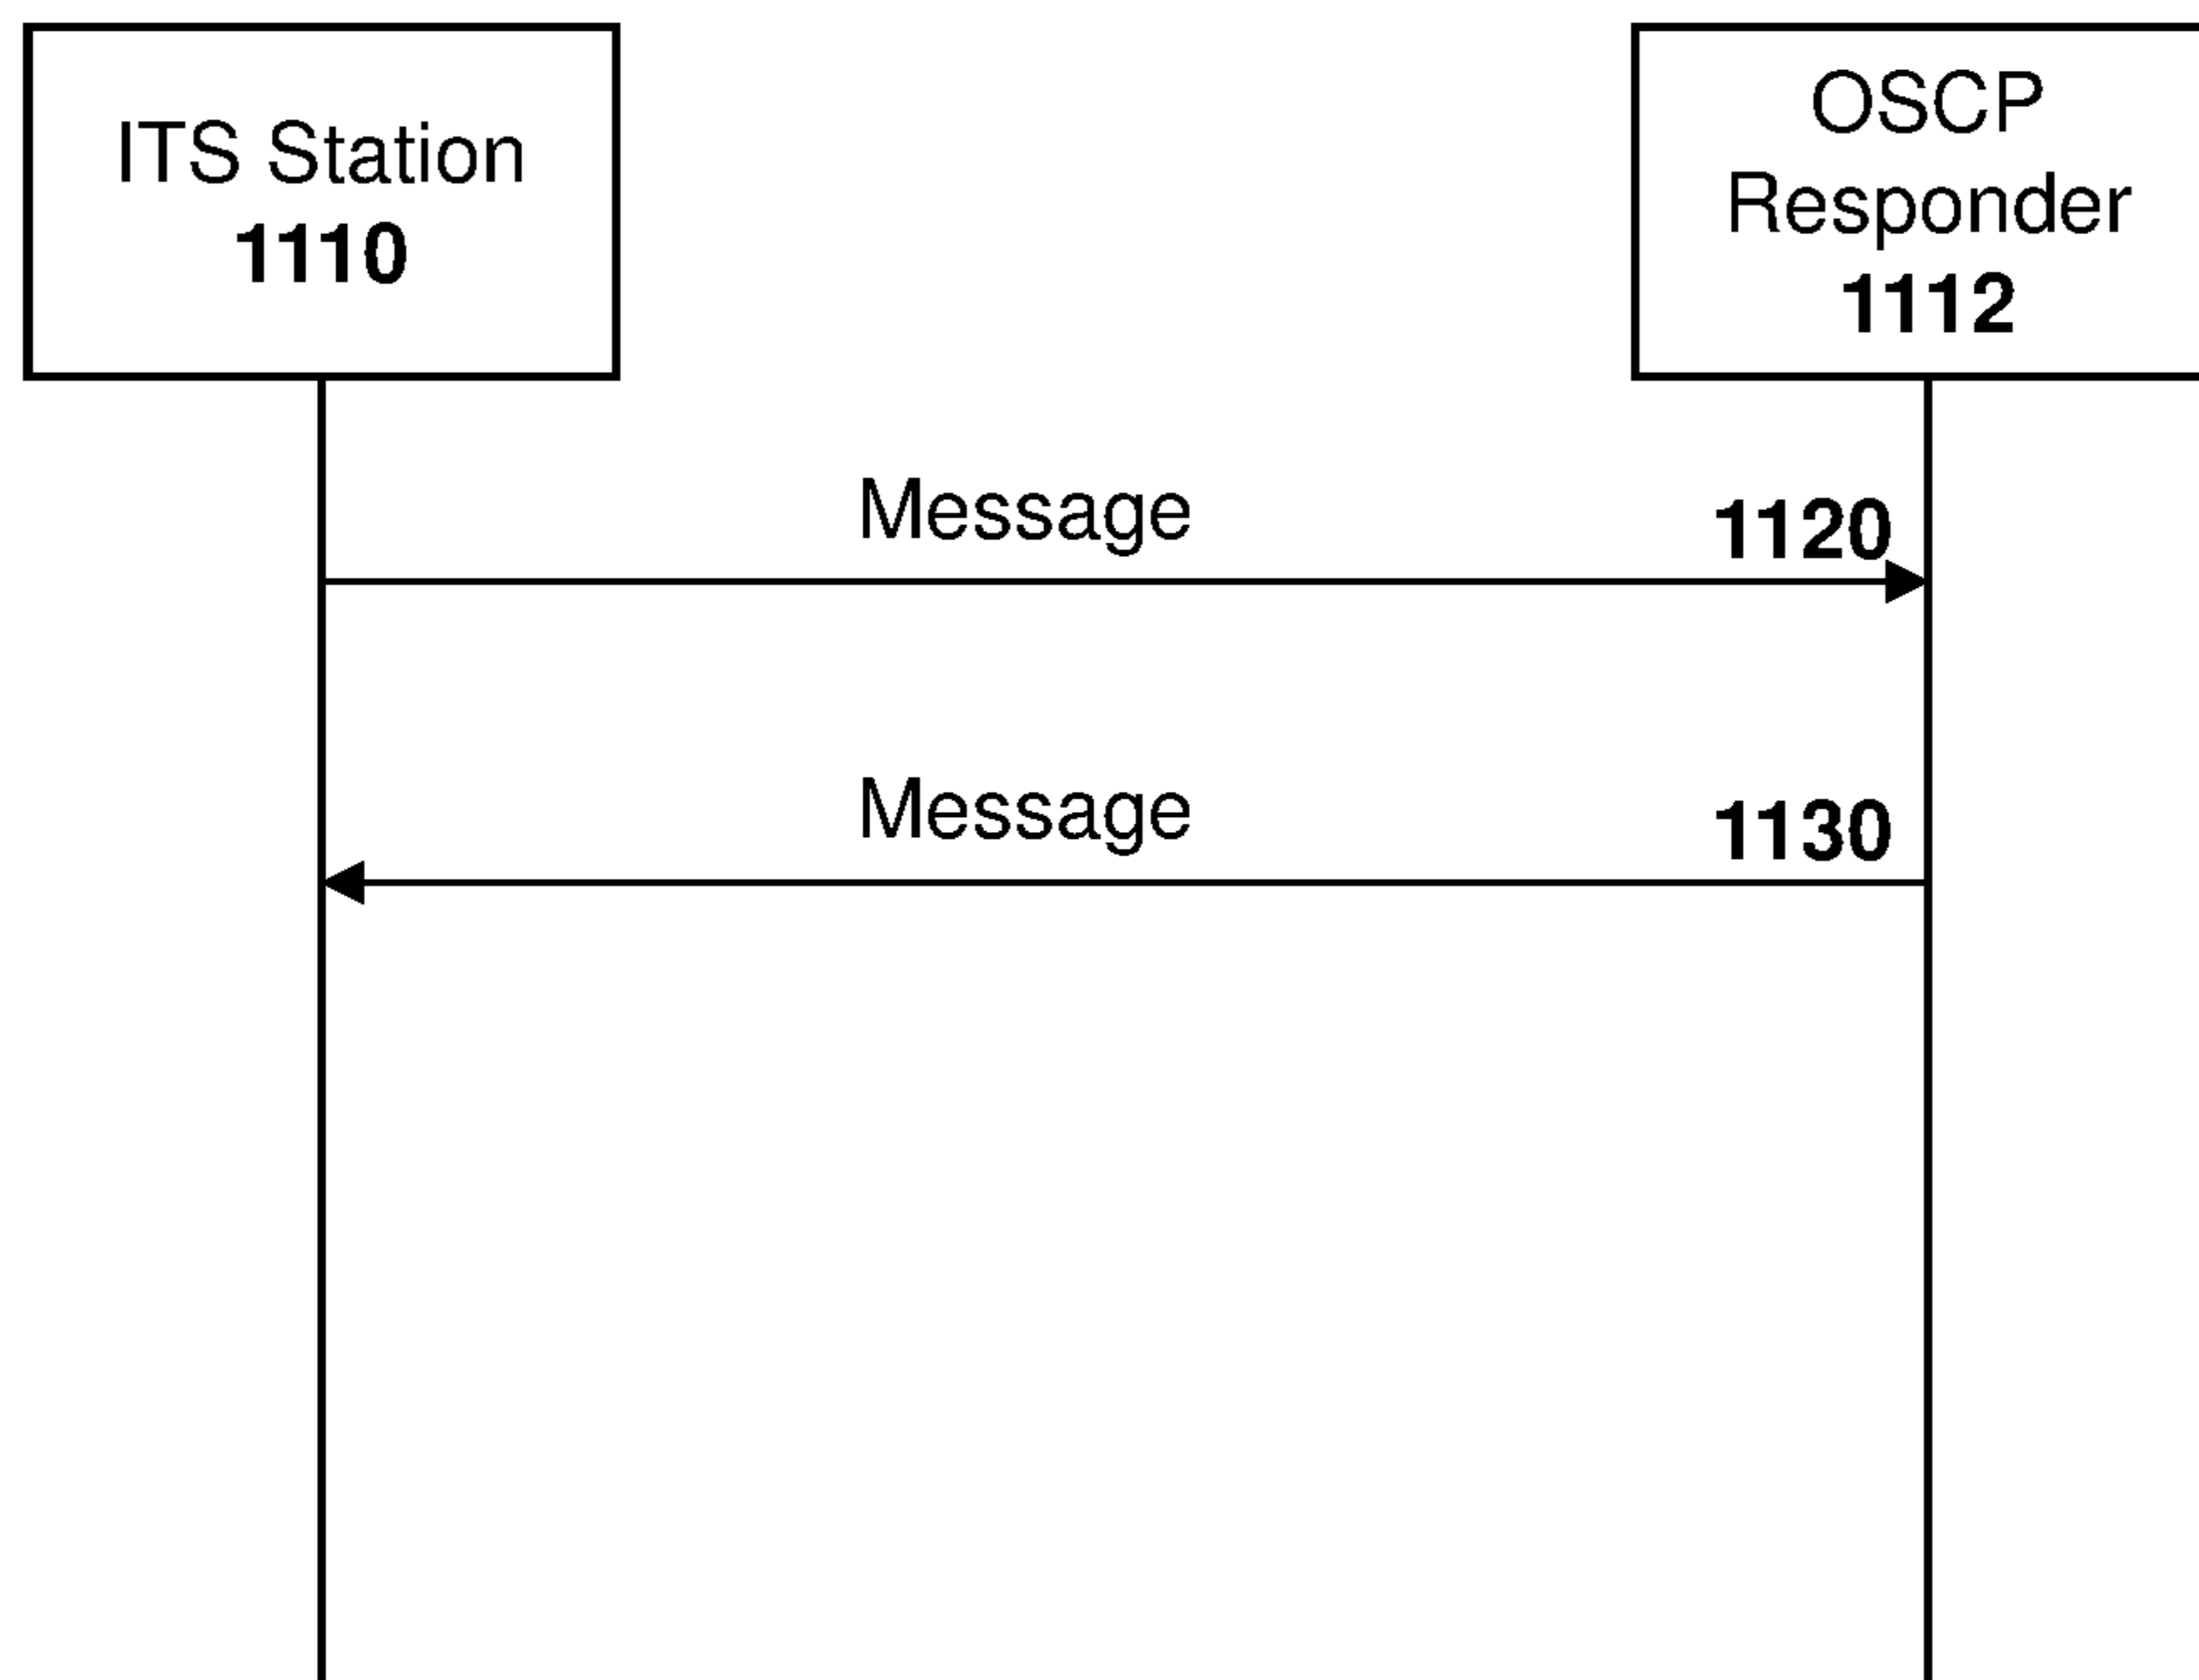 ITS Station
1110
OSCP
Responder
1112
Message
1120
Message
1130